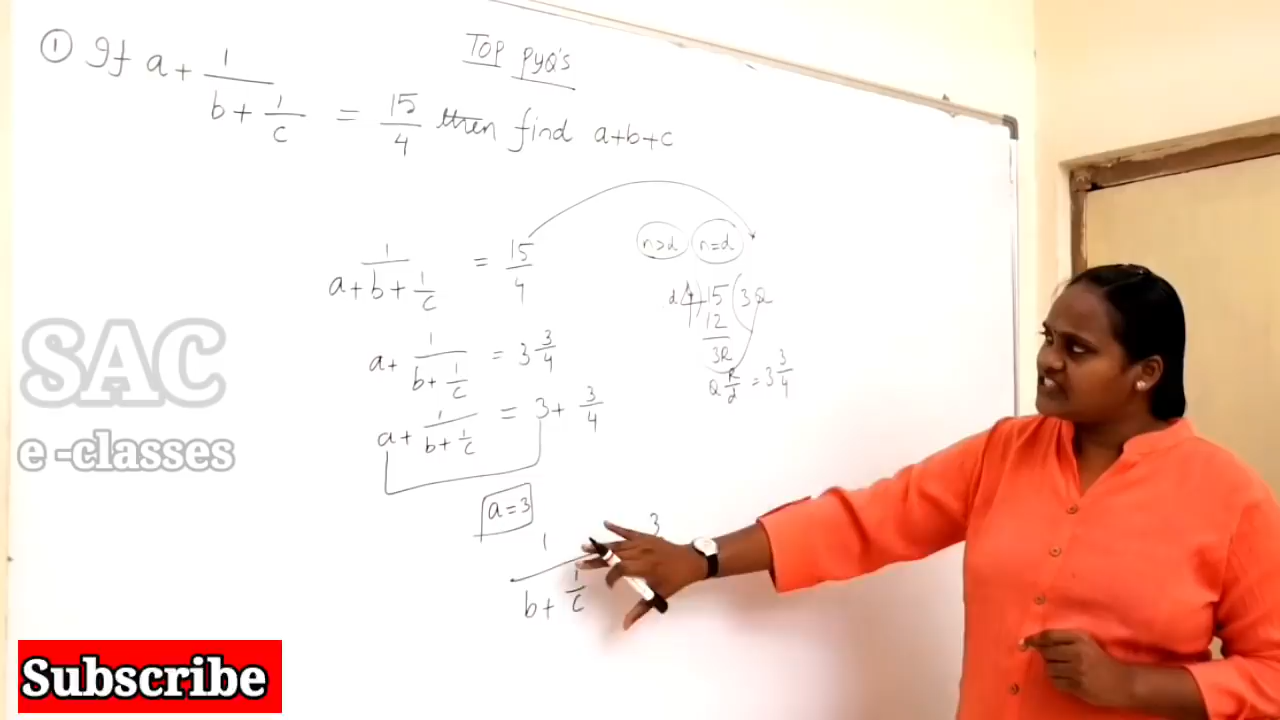 TOP PYQ'S
① If a + 1/(b + 1/c) = 15/4 then find a+b+c
1/(a + b + 1/c) = 15/4
n>d n=d
d 4) 15 (3 Q
12
3R
Q R/d = 3 3/4
a + 1/(b + 1/c) = 3 3/4
a + 1/(b + 1/c) = 3 + 3/4
a = 3
1/(b + 1/c) 3
SAC
e -classes
Subscribe